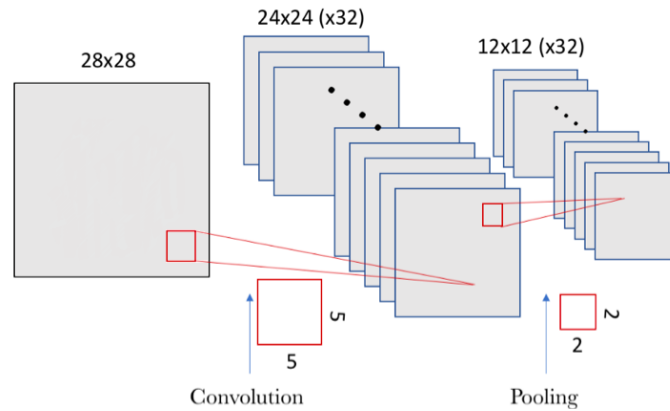 24x24 (x32)
28x28
12x12 (x32)
5
5
2
2
Convolution
Pooling